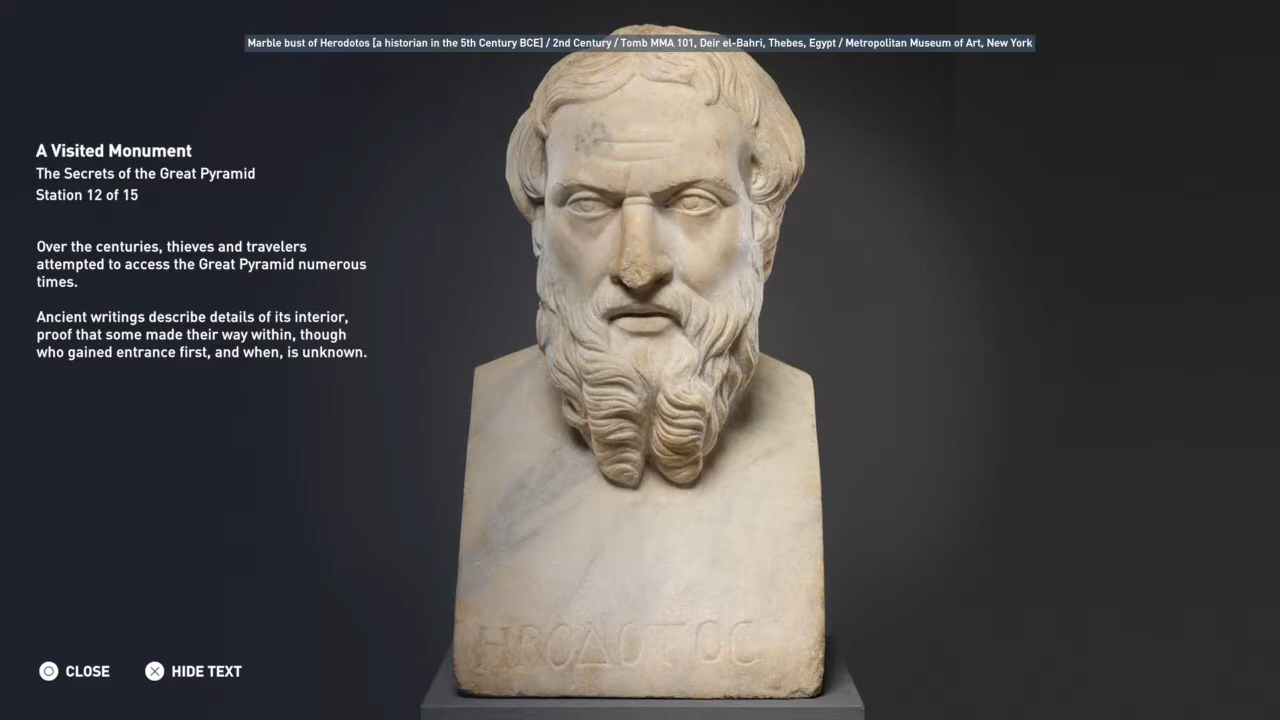 Marble bust of Herodotos [a historian in the 5th Century BCE] / 2nd Century / Tomb MMA 101, Deir el-Bahri, Thebes, Egypt / Metropolitan Museum of Art, New York
A Visited Monument
The Secrets of the Great Pyramid
Station 12 of 15
Over the centuries, thieves and travelers
attempted to access the Great Pyramid numerous
times.
Ancient writings describe details of its interior,
proof that some made their way within, though
who gained entrance first, and when, is unknown.
ΗΡΟΔΟΤΟС
CLOSE
HIDE TEXT